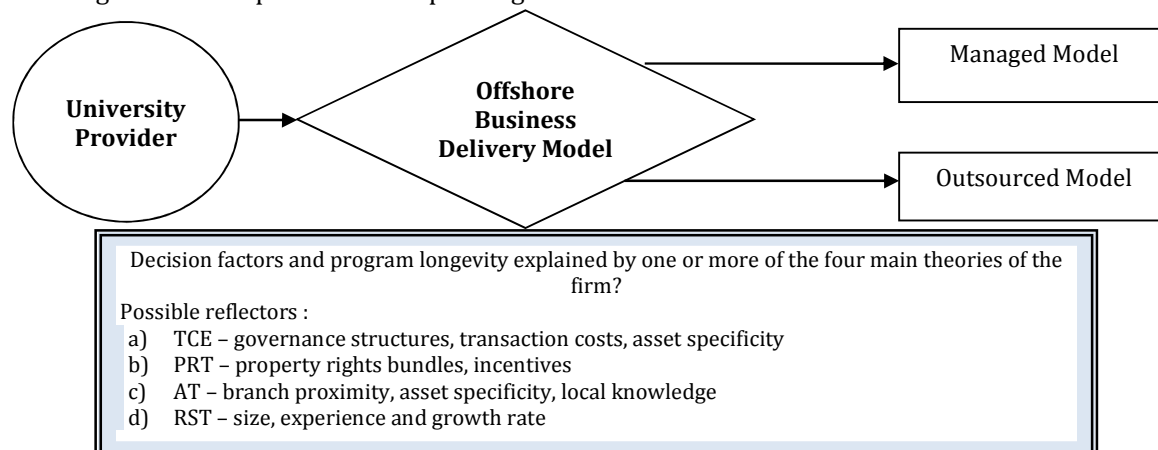 University
Provider
Offshore
Business
Delivery Model
Managed Model
Outsourced Model
Decision factors and program longevity explained by one or more of the four main theories of the
firm?
Possible reflectors :
a) TCE – governance structures, transaction costs, asset specificity
b) PRT – property rights bundles, incentives
c) AT – branch proximity, asset specificity, local knowledge
d) RST – size, experience and growth rate